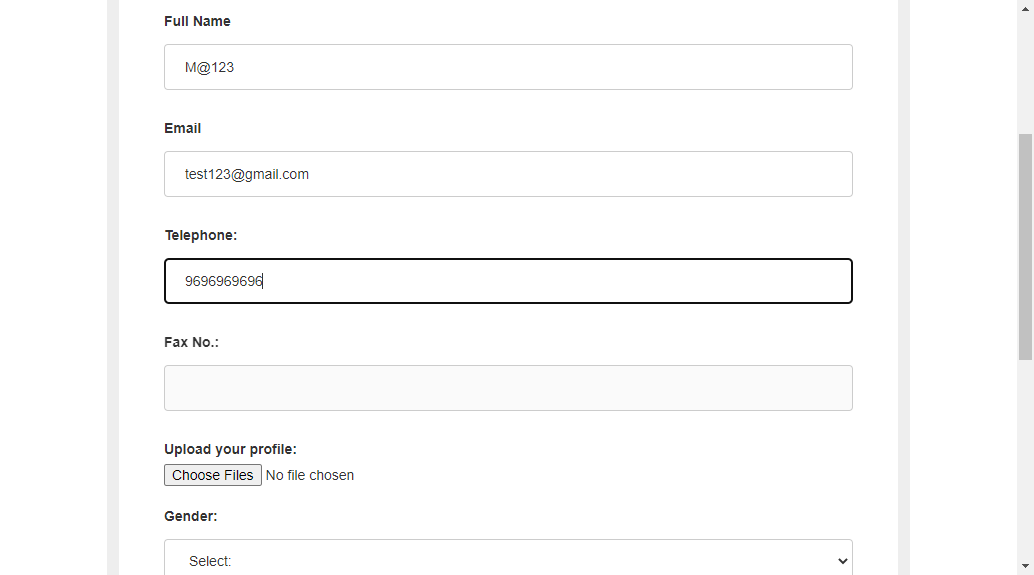 Full Name
M@123
Email
test123@gmail.com
Telephone:
9696969696
Fax No.:
Upload your profile:
Choose Files No file chosen
Gender:
Select: